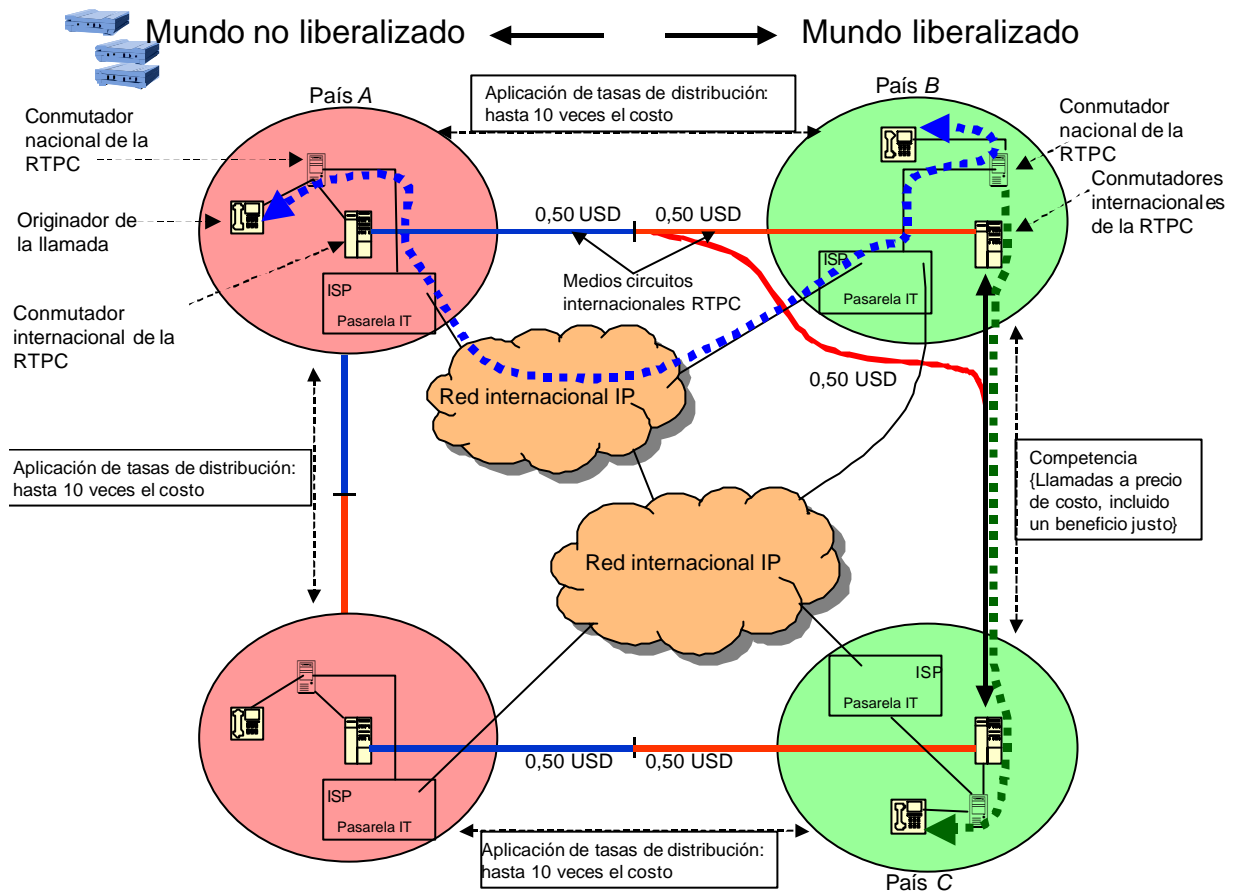 Mundo no liberalizado
Mundo liberalizado
País A
Aplicación de tasas de distribución:
hasta 10 veces el costo
País B
Conmutador
nacional de la
RTPC
Conmutador
nacional de la
RTPC
Originador de
la llamada
Conmutadores
internacionales
de la RTPC
0,50 USD
0,50 USD
Medios circuitos
internacionales RTPC
ISP
Pasarela IT
ISP
Pasarela IT
Conmutador
internacional de la
RTPC
0,50 USD
Red internacional IP
Aplicación de tasas de distribución:
hasta 10 veces el costo
Competencia
{Llamadas a precio
de costo, incluido
un beneficio justo}
Red internacional IP
ISP
Pasarela IT
0,50 USD
0,50 USD
ISP
Pasarela IT
Aplicación de tasas de distribución:
hasta 10 veces el costo
País C